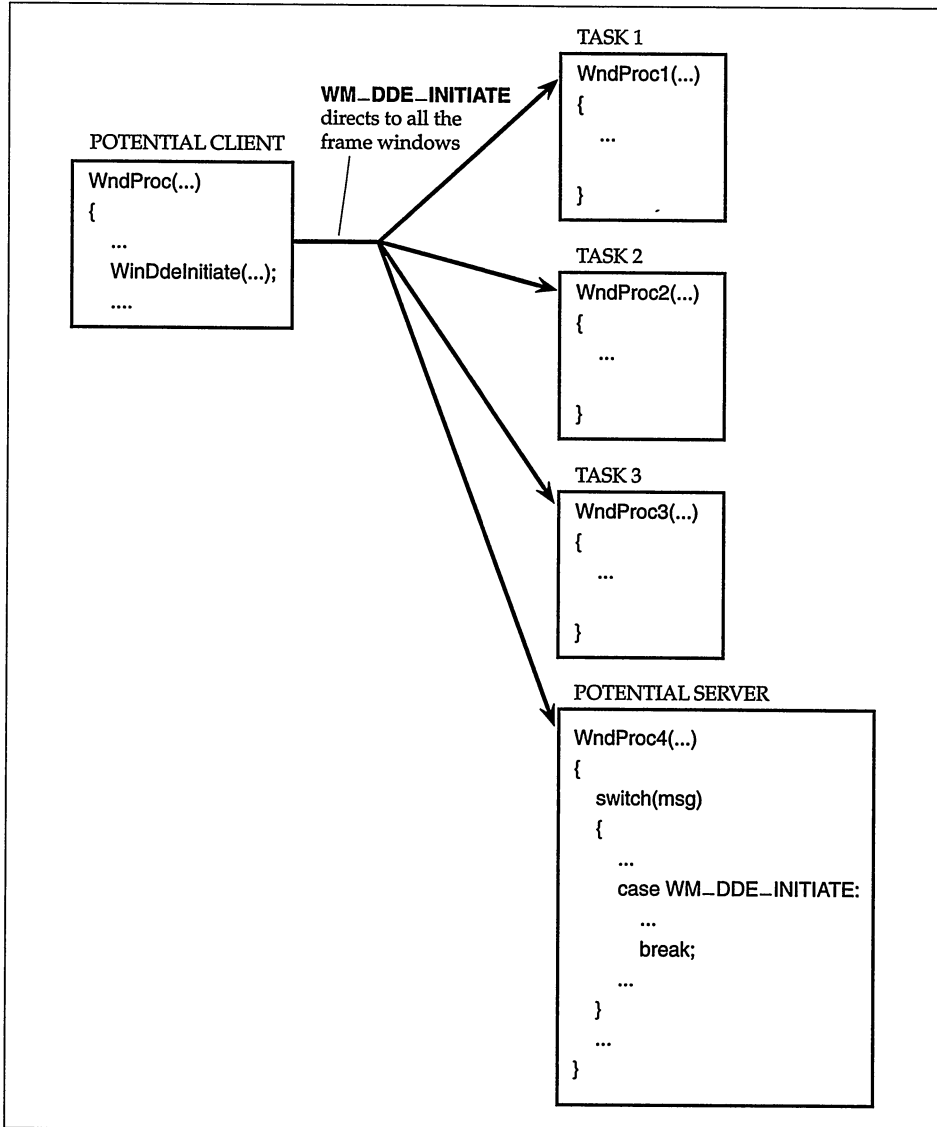 POTENTIAL CLIENT
WndProc(...)
{
...
WinDdeInitiate(...);
....
WM_DDE_INITIATE
directs to all the
frame windows
TASK 1
WndProc1(...)
{
...
}
TASK 2
WndProc2(...)
{
...
}
TASK 3
WndProc3(...)
{
...
}
POTENTIAL SERVER
WndProc4(...)
{
switch(msg)
{
...
case WM_DDE_INITIATE:
...
break;
...
}
...
}